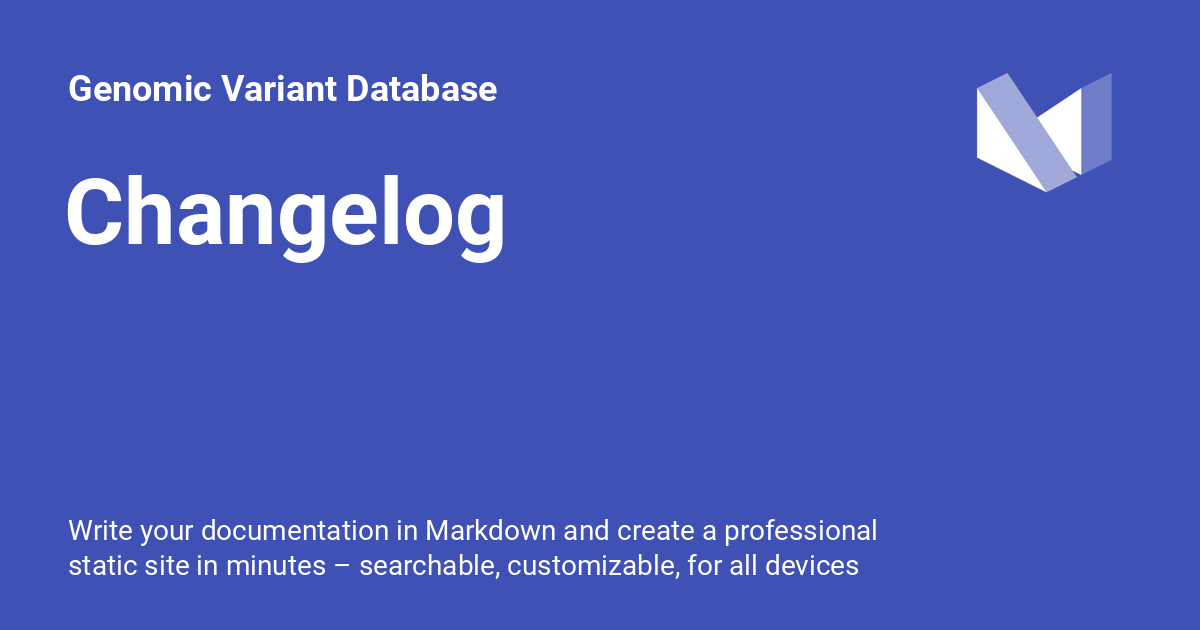 Genomic Variant Database
Changelog
Write your documentation in Markdown and create a professional
static site in minutes – searchable, customizable, for all devices